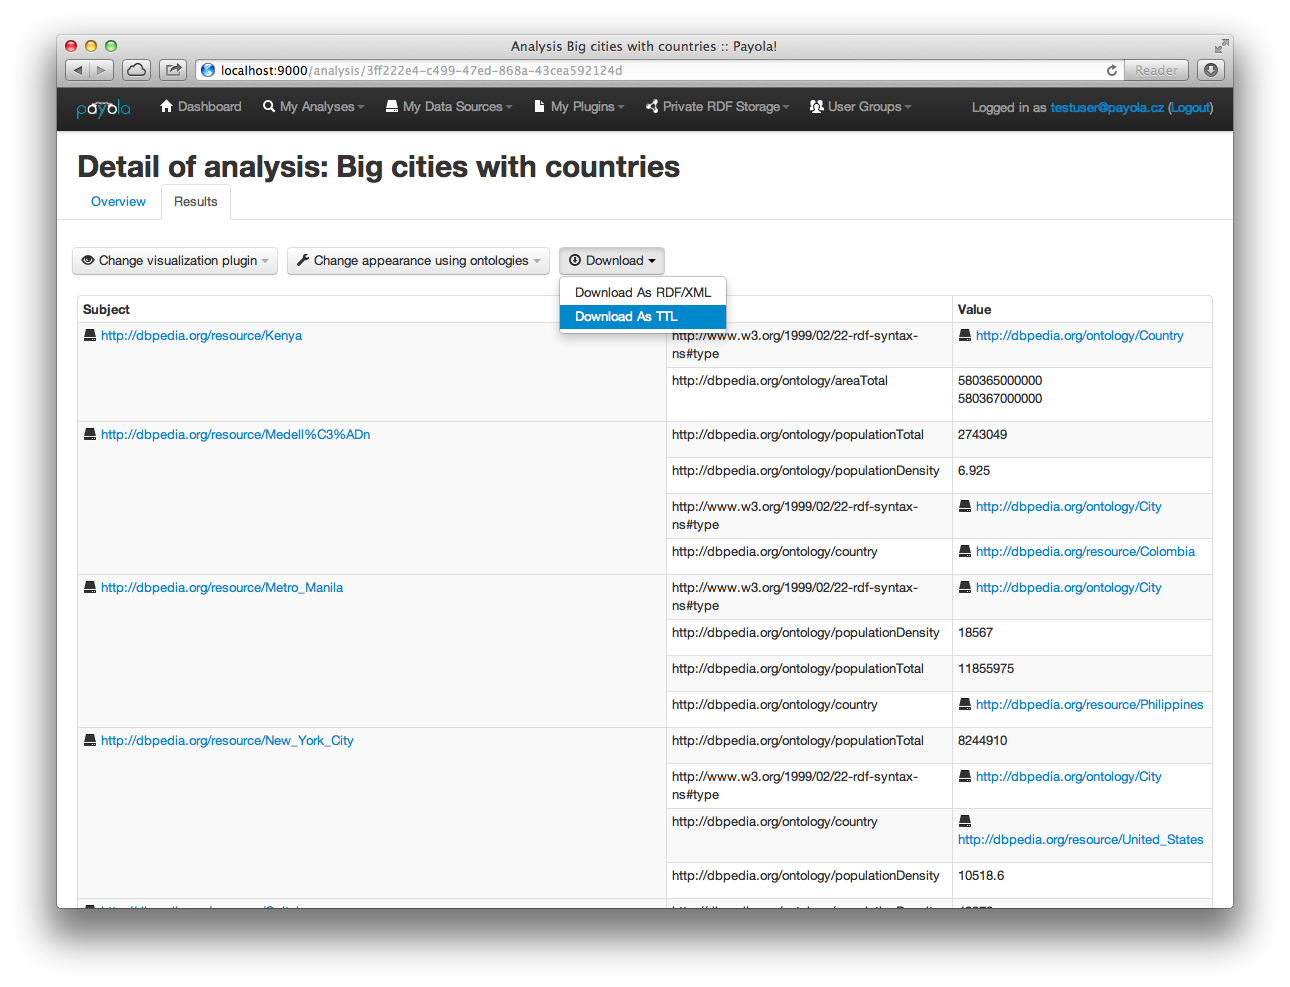 Analysis Big cities with countries :: Payola!
localhost:9000/analysis/3ff222e4-c499-47ed-868a-43cea592124d
Reader
payola
Dashboard
My Analyses
My Data Sources
My Plugins
Private RDF Storage
User Groups
Logged in as testuser@payola.cz (Logout)
Detail of analysis: Big cities with countries
Overview
Results
Change visualization plugin
Change appearance using ontologies
Download
Download As RDF/XML
Download As TTL
Subject
Value
http://dbpedia.org/resource/Kenya
http://www.w3.org/1999/02/22-rdf-syntax-
ns#type
http://dbpedia.org/ontology/Country
http://dbpedia.org/ontology/areaTotal
580365000000
580367000000
http://dbpedia.org/resource/Medell%C3%ADn
http://dbpedia.org/ontology/populationTotal
2743049
http://dbpedia.org/ontology/populationDensity
6.925
http://www.w3.org/1999/02/22-rdf-syntax-
ns#type
http://dbpedia.org/ontology/City
http://dbpedia.org/ontology/country
http://dbpedia.org/resource/Colombia
http://dbpedia.org/resource/Metro_Manila
http://www.w3.org/1999/02/22-rdf-syntax-
ns#type
http://dbpedia.org/ontology/City
http://dbpedia.org/ontology/populationDensity
18567
http://dbpedia.org/ontology/populationTotal
11855975
http://dbpedia.org/ontology/country
http://dbpedia.org/resource/Philippines
http://dbpedia.org/resource/New_York_City
http://dbpedia.org/ontology/populationTotal
8244910
http://www.w3.org/1999/02/22-rdf-syntax-
ns#type
http://dbpedia.org/ontology/City
http://dbpedia.org/ontology/country
http://dbpedia.org/resource/United_States
http://dbpedia.org/ontology/populationDensity
10518.6